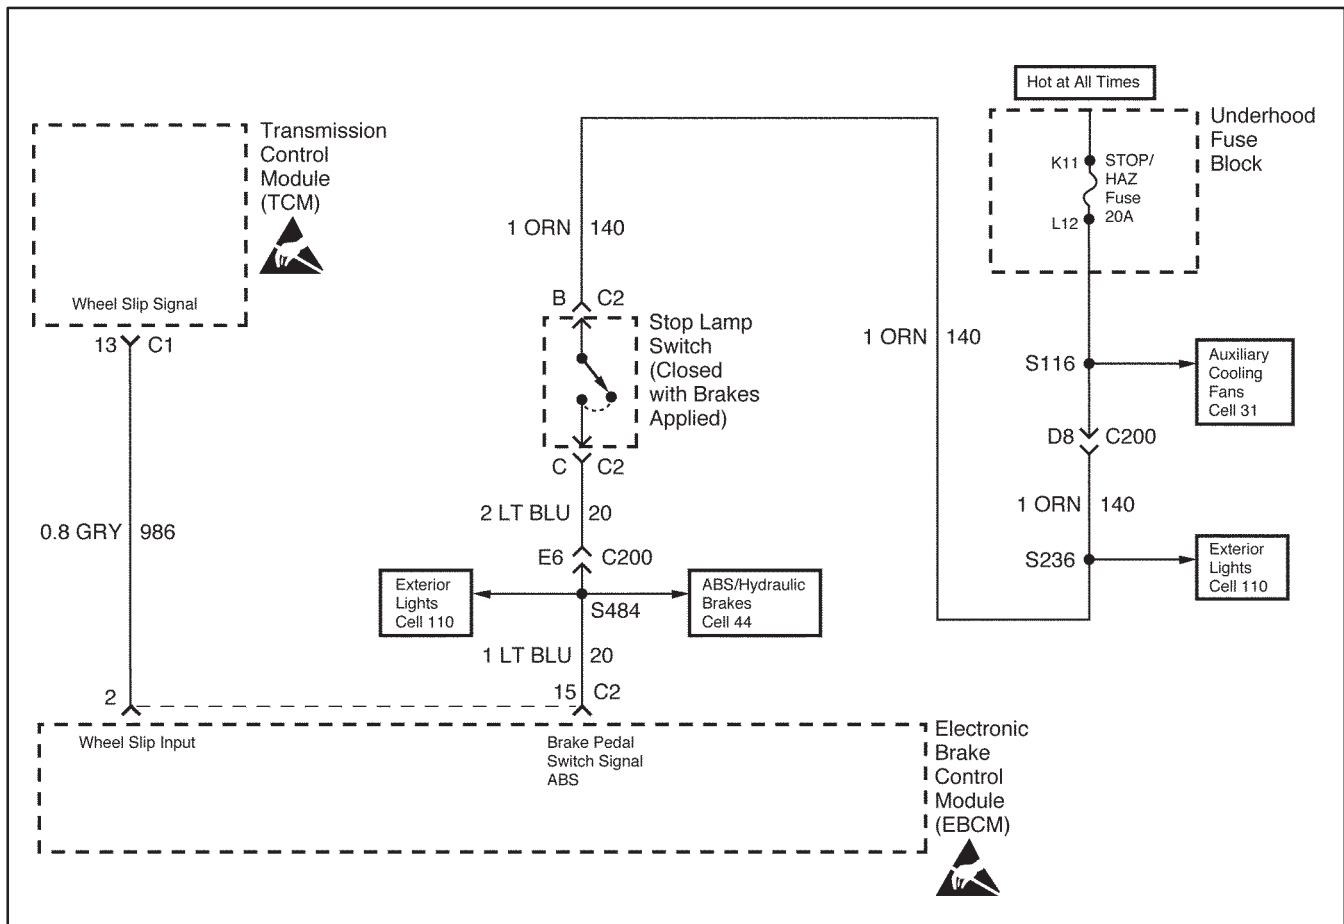 Hot at All Times
Underhood
Fuse
Block
K11
STOP/
HAZ
Fuse
20A
L12
Transmission
Control
Module
(TCM)
Wheel Slip Signal
13 C1
1 ORN 140
B C2
Stop Lamp
Switch
(Closed
with Brakes
Applied)
C C2
1 ORN 140
S116
Auxiliary
Cooling
Fans
Cell 31
D8 C200
1 ORN 140
S236
Exterior
Lights
Cell 110
0.8 GRY 986
2 LT BLU 20
E6 C200
Exterior
Lights
Cell 110
S484
ABS/Hydraulic
Brakes
Cell 44
1 LT BLU 20
2
15 C2
Wheel Slip Input
Brake Pedal
Switch Signal
ABS
Electronic
Brake
Control
Module
(EBCM)